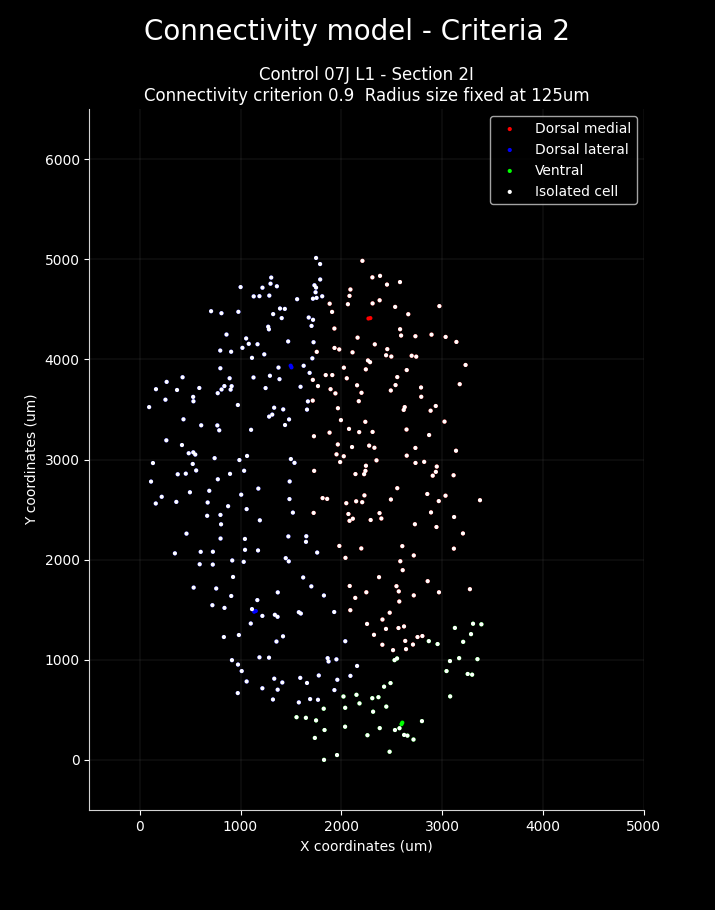 Connectivity model - Criteria 2
Control 07J L1 - Section 2I
Connectivity criterion 0.9  Radius size fixed at 125um
Dorsal medial
Dorsal lateral
Ventral
Isolated cell
6000
5000
4000
3000
2000
1000
0
Y coordinates (um)
0
1000
2000
3000
4000
5000
X coordinates (um)